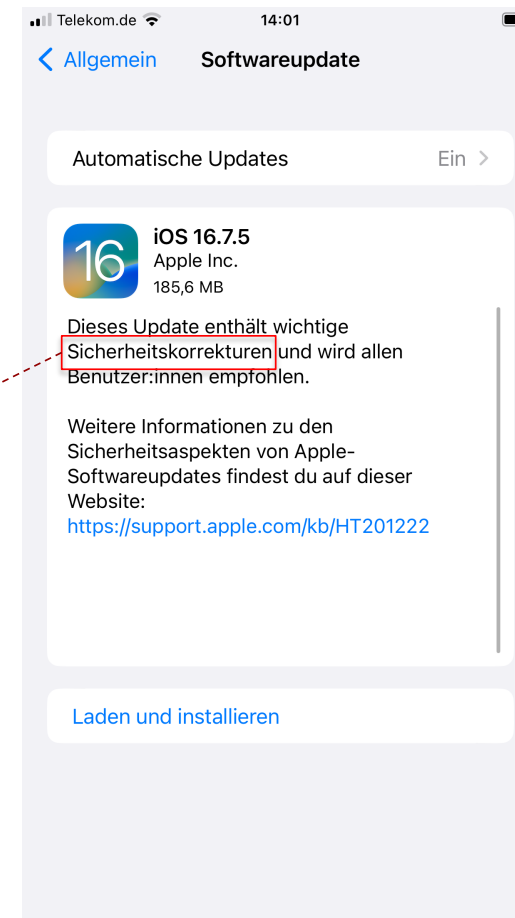 Telekom.de 14:01
Allgemein Softwareupdate
Automatische Updates Ein
16
iOS 16.7.5
Apple Inc.
185,6 MB
Dieses Update enthält wichtige
Sicherheitskorrekturen und wird allen
Benutzer:innen empfohlen.
Weitere Informationen zu den
Sicherheitsaspekten von Apple-
Softwareupdates findest du auf dieser
Website:
https://support.apple.com/kb/HT201222
Laden und installieren